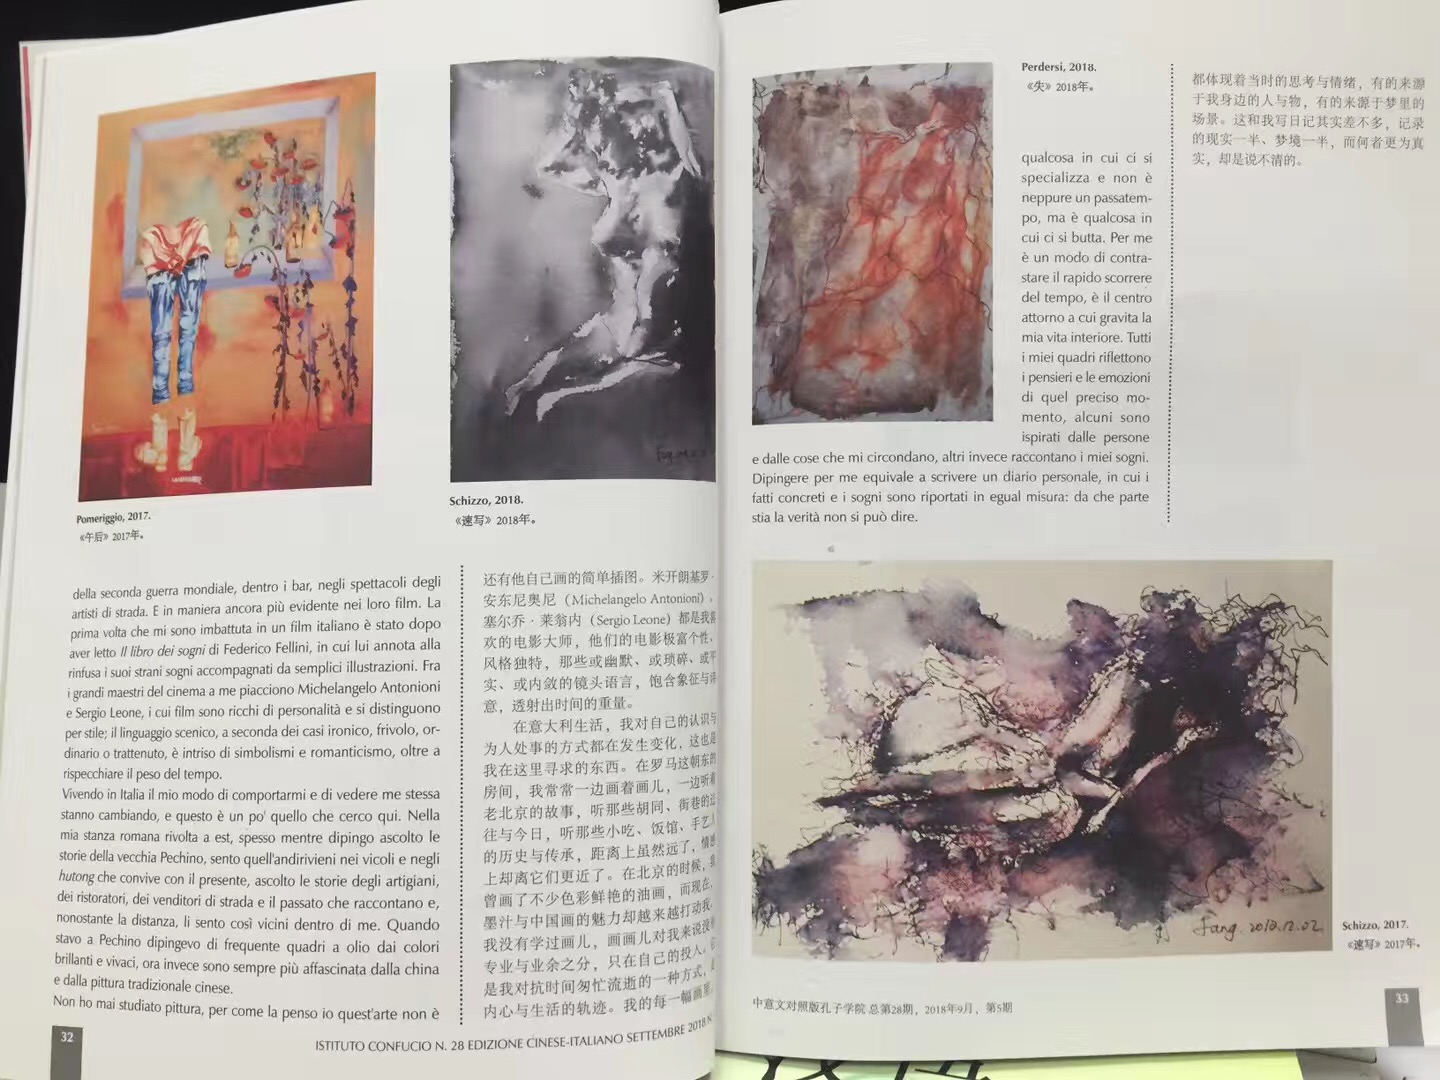 Pomeriggio, 2017.
《午后》2017年。
Schizzo, 2018.
《速写》2018年。
della seconda guerra mondiale, dentro i bar, negli spettacoli degli
artisti di strada. E in maniera ancora più evidente nei loro film. La
prima volta che mi sono imbattuta in un film italiano è stato dopo
aver letto Il libro dei sogni di Federico Fellini, in cui lui annota alla
rinfusa i suoi strani sogni accompagnati da semplici illustrazioni. Fra
i grandi maestri del cinema a me piacciono Michelangelo Antonioni
e Sergio Leone, i cui film sono ricchi di personalità e si distinguono
per stile; il linguaggio scenico, a seconda dei casi ironico, frivolo, or-
dinario o trattenuto, è intriso di simbolismi e romanticismo, oltre a
rispecchiare il peso del tempo.
Vivendo in Italia il mio modo di comportarmi e di vedere me stessa
stanno cambiando, e questo è un po' quello che cerco qui. Nella
mia stanza romana rivolta a est, spesso mentre dipingo ascolto le
storie della vecchia Pechino, sento quell'andirivieni nei vicoli e negli
hutong che convive con il presente, ascolto le storie degli artigiani,
dei ristoratori, dei venditori di strada e il passato che raccontano e,
nonostante la distanza, li sento così vicini dentro di me. Quando
stavo a Pechino dipingevo di frequente quadri a olio dai colori
brillanti e vivaci, ora invece sono sempre più affascinata dalla china
e dalla pittura tradizionale cinese.
Non ho mai studiato pittura, per come la penso io quest'arte non è
还有他自己画的简单插图。米开朗基罗·
安东尼奥尼（Michelangelo Antonioni）、
塞尔乔·莱翁内（Sergio Leone）都是我喜
欢的电影大师，他们的电影极富个性、
风格独特，那些或幽默、或琐碎、或平
实、或内敛的镜头语言，饱含象征与诗
意，透射出时间的重量。
在意大利生活，我对自己的认识与
为人处事的方式都在发生变化，这也是
我在这里寻求的东西。在罗马这朝东的
房间，我常常一边画着画儿，一边听着
老北京的故事，听那些胡同、街巷的过
往与今日，听那些小吃、饭馆、手艺人
的历史与传承，距离上虽然远了，情感
上却离它们更近了。在北京的时候，我
曾画了不少色彩鲜艳的油画，而现在，
墨汁与中国画的魅力却越来越打动我。
我没有学过画儿，画画儿对我来说没有
专业与业余之分，只在自己的投入。它
是我对抗时间匆忙流逝的一种方式，是
内心与生活的轨迹。我的每一幅画里，
32
ISTITUTO CONFUCIO N. 28 EDIZIONE CINESE-ITALIANO SETTEMBRE 2018 N
Perdersi, 2018.
《失》2018年。
qualcosa in cui ci si
specializza e non è
neppure un passatem-
po, ma è qualcosa in
cui ci si butta. Per me
è un modo di contra-
stare il rapido scorrere
del tempo, è il centro
attorno a cui gravita la
mia vita interiore. Tutti
i miei quadri riflettono
i pensieri e le emozioni
di quel preciso mo-
mento, alcuni sono
ispirati dalle persone
e dalle cose che mi circondano, altri invece raccontano i miei sogni.
Dipingere per me equivale a scrivere un diario personale, in cui i
fatti concreti e i sogni sono riportati in egual misura: da che parte
stia la verità non si può dire.
都体现着当时的思考与情绪，有的来源
于我身边的人与物，有的来源于梦里的
场景。这和我写日记其实差不多，记录
的现实一半、梦境一半，而何者更为真
实，却是说不清的。
Schizzo, 2017.
《速写》2017年。
中意文对照版孔子学院 总第28期，2018年9月，第5期
33